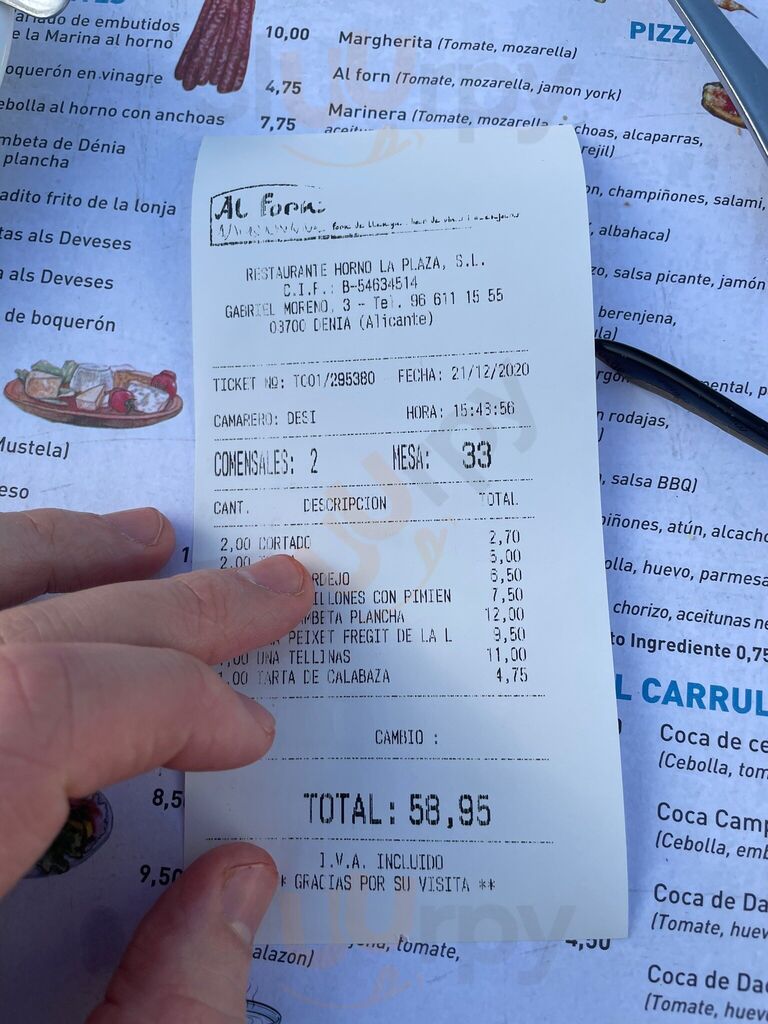 ariado de embutidos
e la Marina al horno 10,00
oquerón en vinagre 4,75
ebolla al horno con anchoas 7,75
mbeta de Dénia
plancha
adito frito de la lonja
tas als Deveses
a als Deveses
de boquerón
Mustela)
eso
1
8,5
9,50
PIZZA
Margherita (Tomate, mozarella)
Al forn (Tomate, mozarella, jamon york)
Marinera (Tomate, mozarella, choas, alcaparras,
rejil)
on, champiñones, salami,
, albahaca)
zo, salsa picante, jamón
berenjena,
ula)
mental, p
n rodajas,
, salsa BBQ)
piñones, atún, alcacho
olla, huevo, parmesa
chorizo, aceitunas ne
to Ingrediente 0,75
L CARRUL
Coca de ce
(Cebolla, tom
Coca Camp
(Cebolla, emb
Coca de Da
(Tomate, huev
Coca de Dac
(Tomate, huev
4,50
tomate,
alazon)
Al Forn
RESTAURANTE HORNO LA PLAZA, S.L.
C.I.F.: B-54634514
GABRIEL MORENO, 3 - Tel. 96 611 15 55
03700 DENIA (Alicante)
TICKET Nº: TC01/295380 FECHA: 21/12/2020
CAMARERO: DESI HORA: 15:43:56
COMENSALES: 2 MESA: 33
CANT. DESCRIPCION TOTAL
2,00 CORTADO 2,70
2,00 5,00
RDEJO 6,50
ILLONES CON PIMIEN 7,50
AMBETA PLANCHA 12,00
PEIXET FREGIT DE LA L 9,50
1,00 UNA TELLINAS 11,00
1,00 TARTA DE CALABAZA 4,75
CAMBIO :
TOTAL: 58,95
I.V.A. INCLUIDO
* GRACIAS POR SU VISITA **